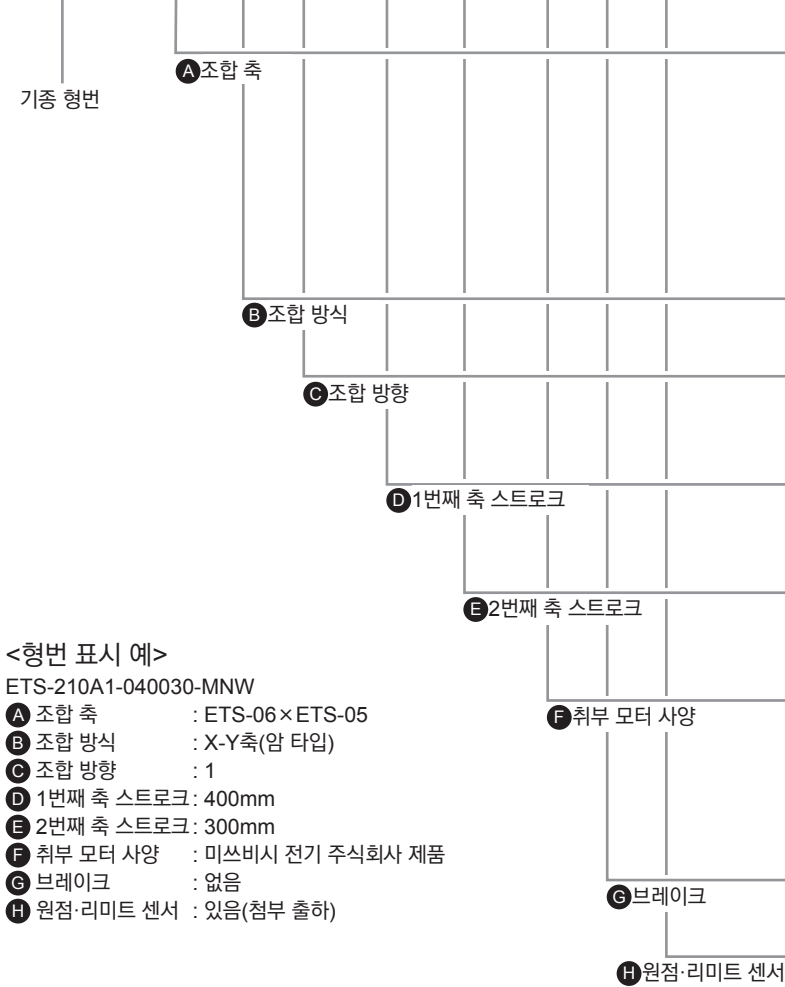 Ⓐ조합 축
기종 형번
Ⓑ조합 방식
Ⓒ조합 방향
Ⓓ1번째 축 스트로크
Ⓔ2번째 축 스트로크
<형번 표시 예>
ETS-210A1-040030-MNW
Ⓐ 조합 축 : ETS-06×ETS-05
Ⓑ 조합 방식 : X-Y축(암 타입)
Ⓒ 조합 방향 : 1
Ⓓ 1번째 축 스트로크 : 400mm
Ⓔ 2번째 축 스트로크 : 300mm
Ⓕ 취부 모터 사양 : 미쓰비시 전기 주식회사 제품
Ⓖ 브레이크 : 없음
Ⓗ 원점·리미트 센서 : 있음(첨부 출하)
Ⓕ취부 모터 사양
Ⓖ브레이크
Ⓗ원점·리미트 센서